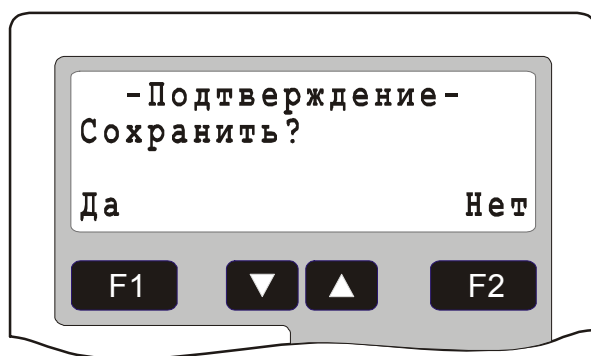 -Подтверждение-
Сохранить?
Да Нет
F1 ▼ ▲ F2